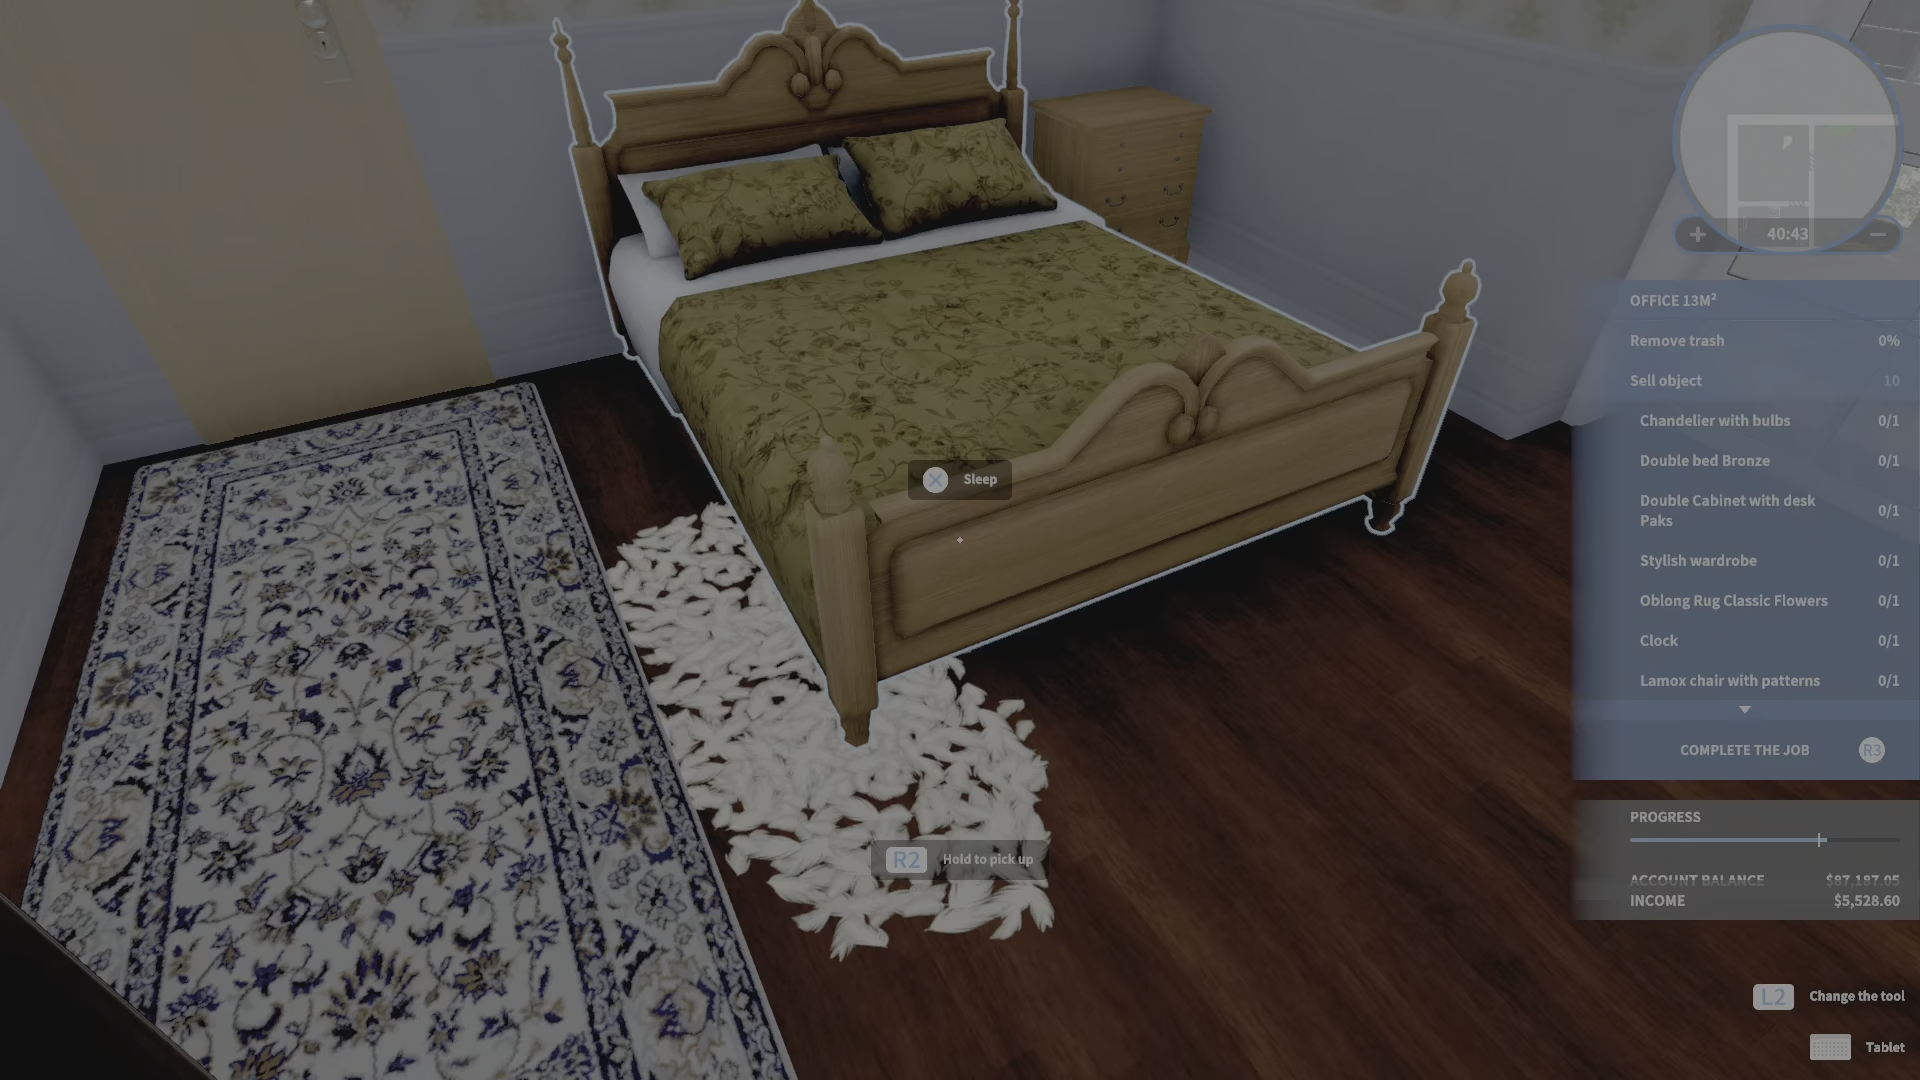 40:43
OFFICE 13M²
Remove trash 0%
Sell object 10
Chandelier with bulbs 0/1
Double bed Bronze 0/1
Double Cabinet with desk
Paks 0/1
Stylish wardrobe 0/1
Oblong Rug Classic Flowers 0/1
Clock 0/1
Lamox chair with patterns 0/1
COMPLETE THE JOB R3
Sleep
PROGRESS
R2 Hold to pick up
ACCOUNT BALANCE $87,187.05
INCOME $5,528.60
L2 Change the tool
Tablet